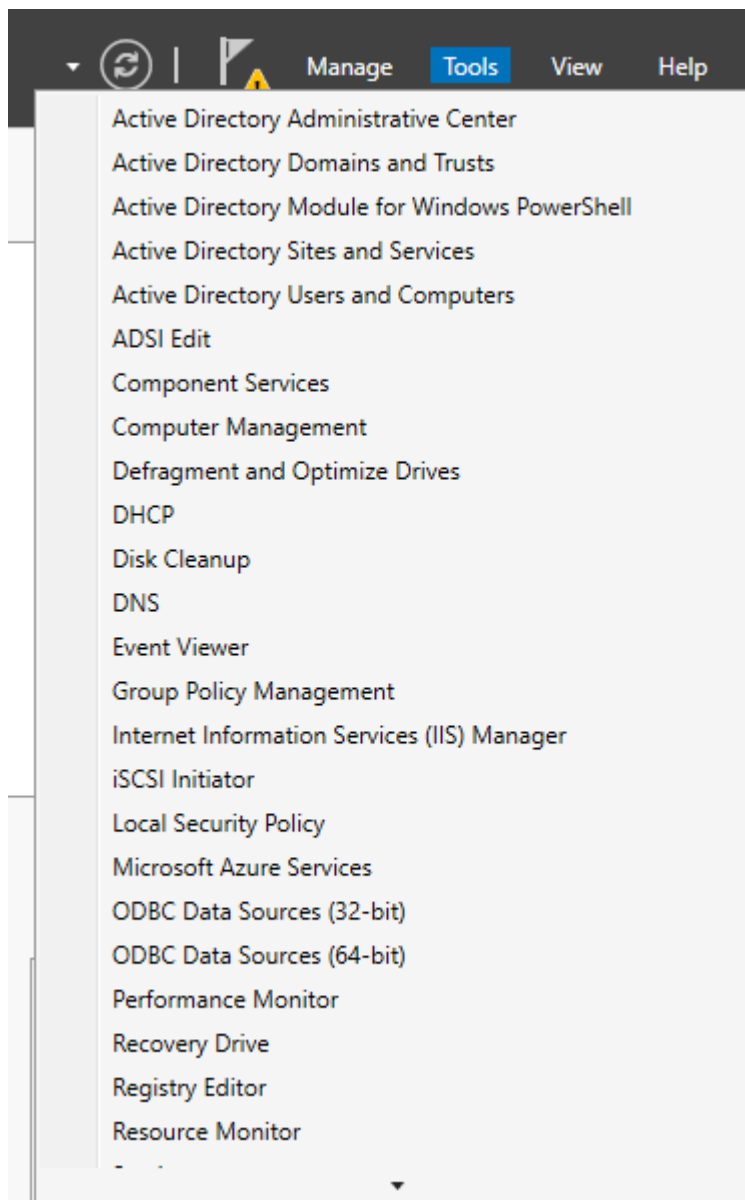 Manage Tools View Help
Active Directory Administrative Center
Active Directory Domains and Trusts
Active Directory Module for Windows PowerShell
Active Directory Sites and Services
Active Directory Users and Computers
ADSI Edit
Component Services
Computer Management
Defragment and Optimize Drives
DHCP
Disk Cleanup
DNS
Event Viewer
Group Policy Management
Internet Information Services (IIS) Manager
iSCSI Initiator
Local Security Policy
Microsoft Azure Services
ODBC Data Sources (32-bit)
ODBC Data Sources (64-bit)
Performance Monitor
Recovery Drive
Registry Editor
Resource Monitor